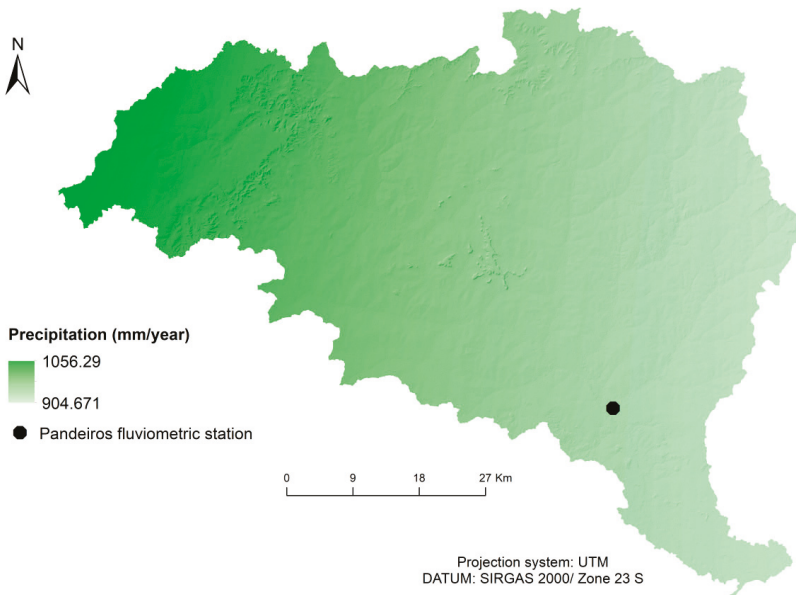 N
Precipitation (mm/year)
1056.29
904.671
Pandeiros fluviometric station
0 9 18 27 Km
Projection system: UTM
DATUM: SIRGAS 2000/ Zone 23 S